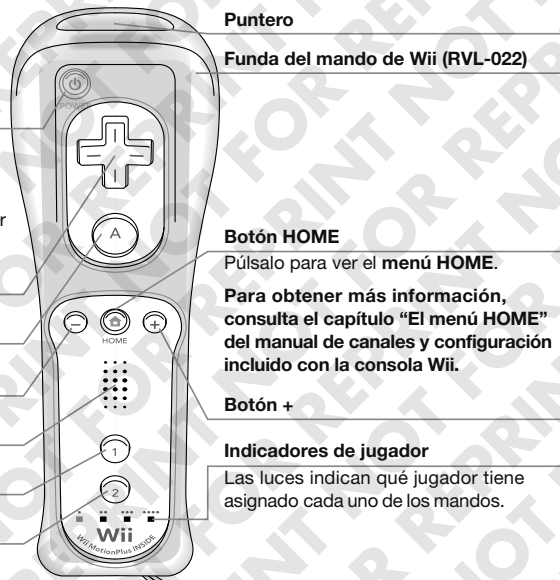 Puntero
Funda del mando de Wii (RVL-022)
POWER
r
A
Botón HOME
Púlsalo para ver el menú HOME.
Para obtener más información,
consulta el capítulo “El menú HOME”
del manual de canales y configuración
incluido con la consola Wii.
HOME
Botón +
Indicadores de jugador
Las luces indican qué jugador tiene
asignado cada uno de los mandos.
1
2
Wii
Wii MotionPlus INSIDE
NOT FOR REPRINT